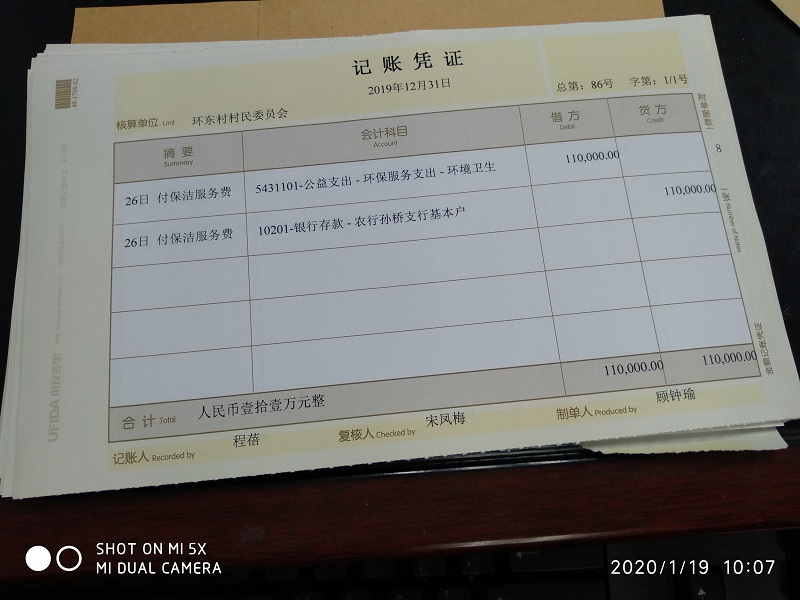 记账凭证
2019年12月31日
总第：86号 字第：1/1号
核算单位 Unit 环东村村民委员会
附单据数
8
摘要 会计科目 借方 贷方
Summary Account Debit Credit
26日 付保洁服务费 5431101-公益支出 - 环保服务支出 - 环境卫生 110,000.00
26日 付保洁服务费 10201-银行存款 - 农行孙桥支行基本户 110,000.00
合计 Total 人民币壹拾壹万元整 110,000.00 110,000.00
记账人 Recorded by 程蓓 复核人 Checked by 宋凤梅 制单人 Produced by 顾钟瑜
金额记账凭证
UFIDA 用友表单
SHOT ON MI 5X
MI DUAL CAMERA
2020/1/19 10:07